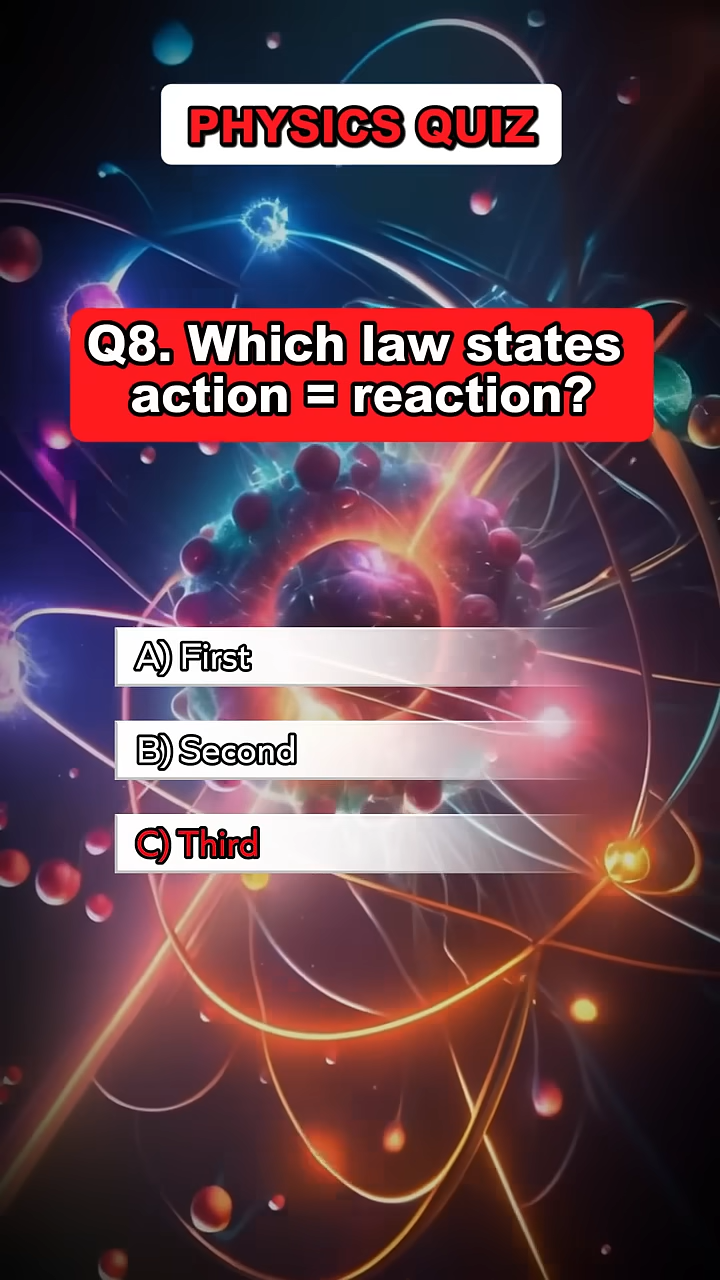 PHYSICS QUIZ
Q8. Which law states
action = reaction?
A) First
B) Second
C) Third